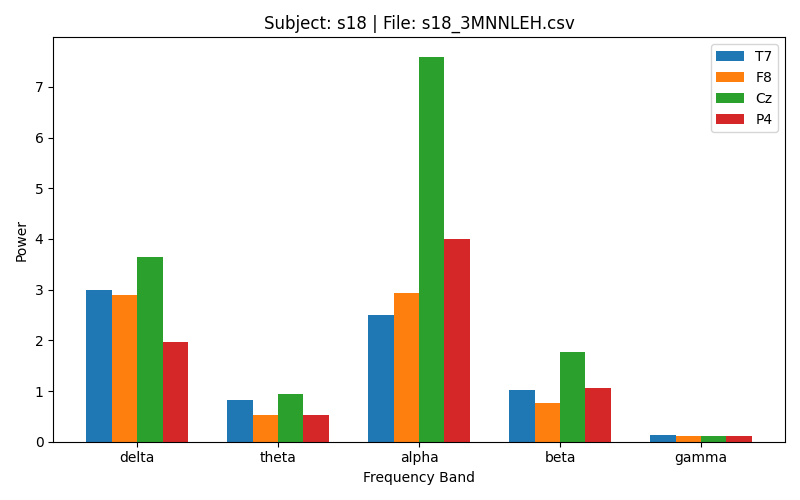 Subject: s18 | File: s18_3MNNLEH.csv
T7
F8
Cz
P4
Power
7
6
5
4
3
2
1
0
delta theta alpha beta gamma
Frequency Band